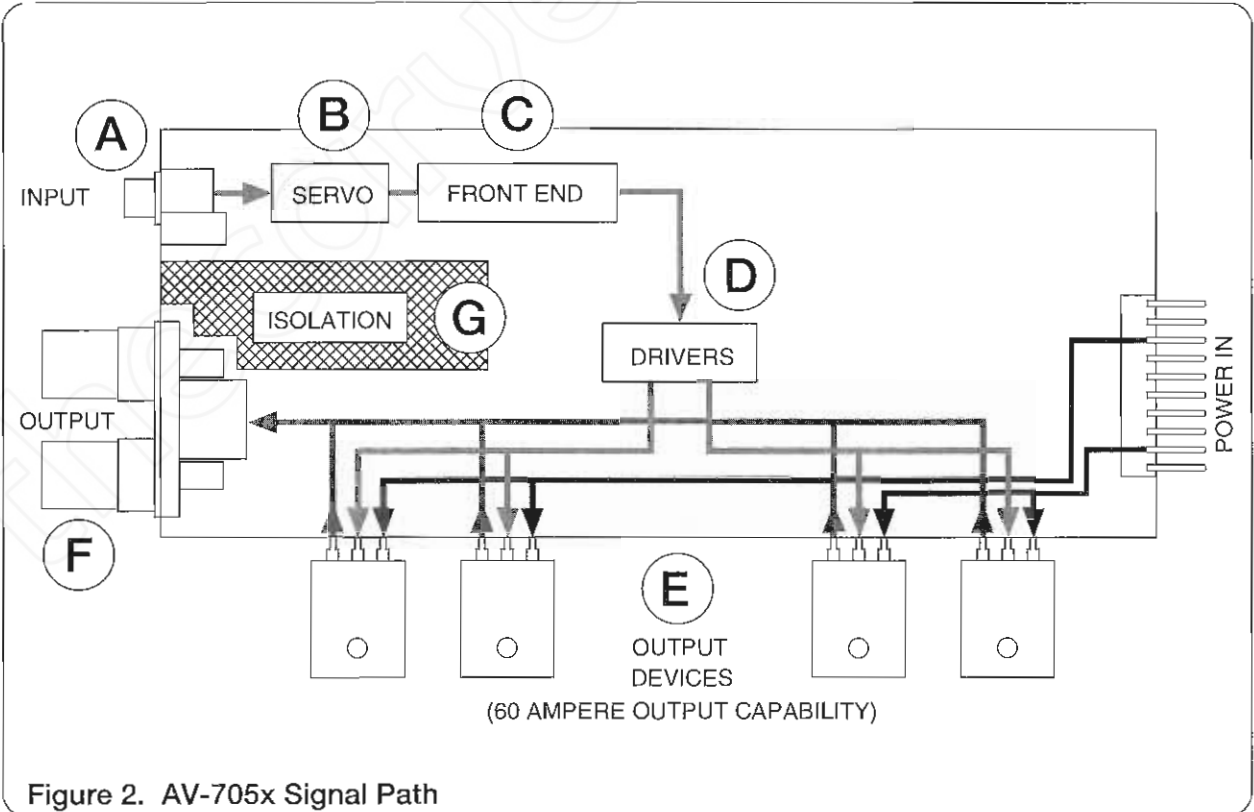 A
B
C
INPUT
SERVO
FRONT END
D
ISOLATION
G
DRIVERS
POWER IN
OUTPUT
F
E
OUTPUT
DEVICES
(60 AMPERE OUTPUT CAPABILITY)
Figure 2. AV-705x Signal Path